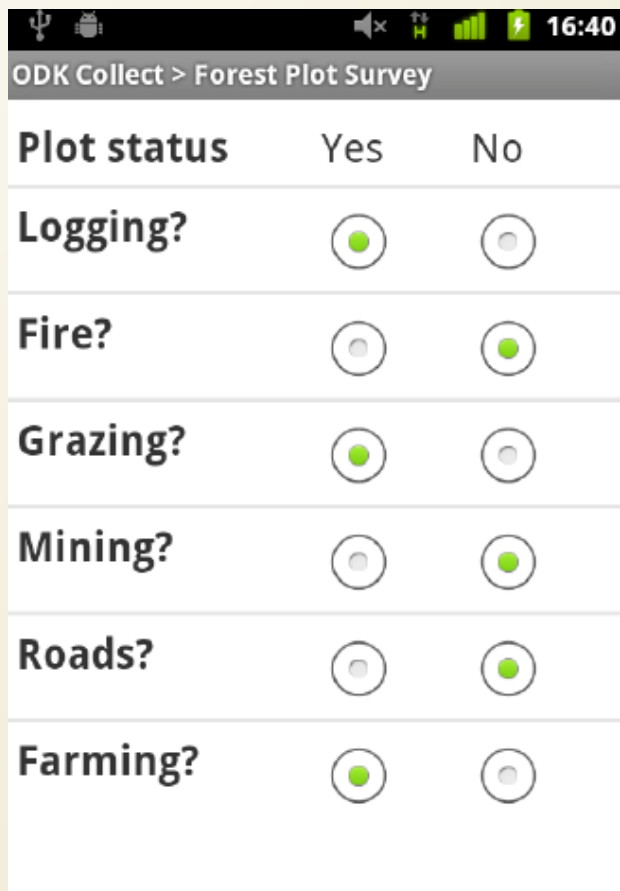 H 16:40
ODK Collect > Forest Plot Survey
Plot status Yes No
Logging?
Fire?
Grazing?
Mining?
Roads?
Farming?